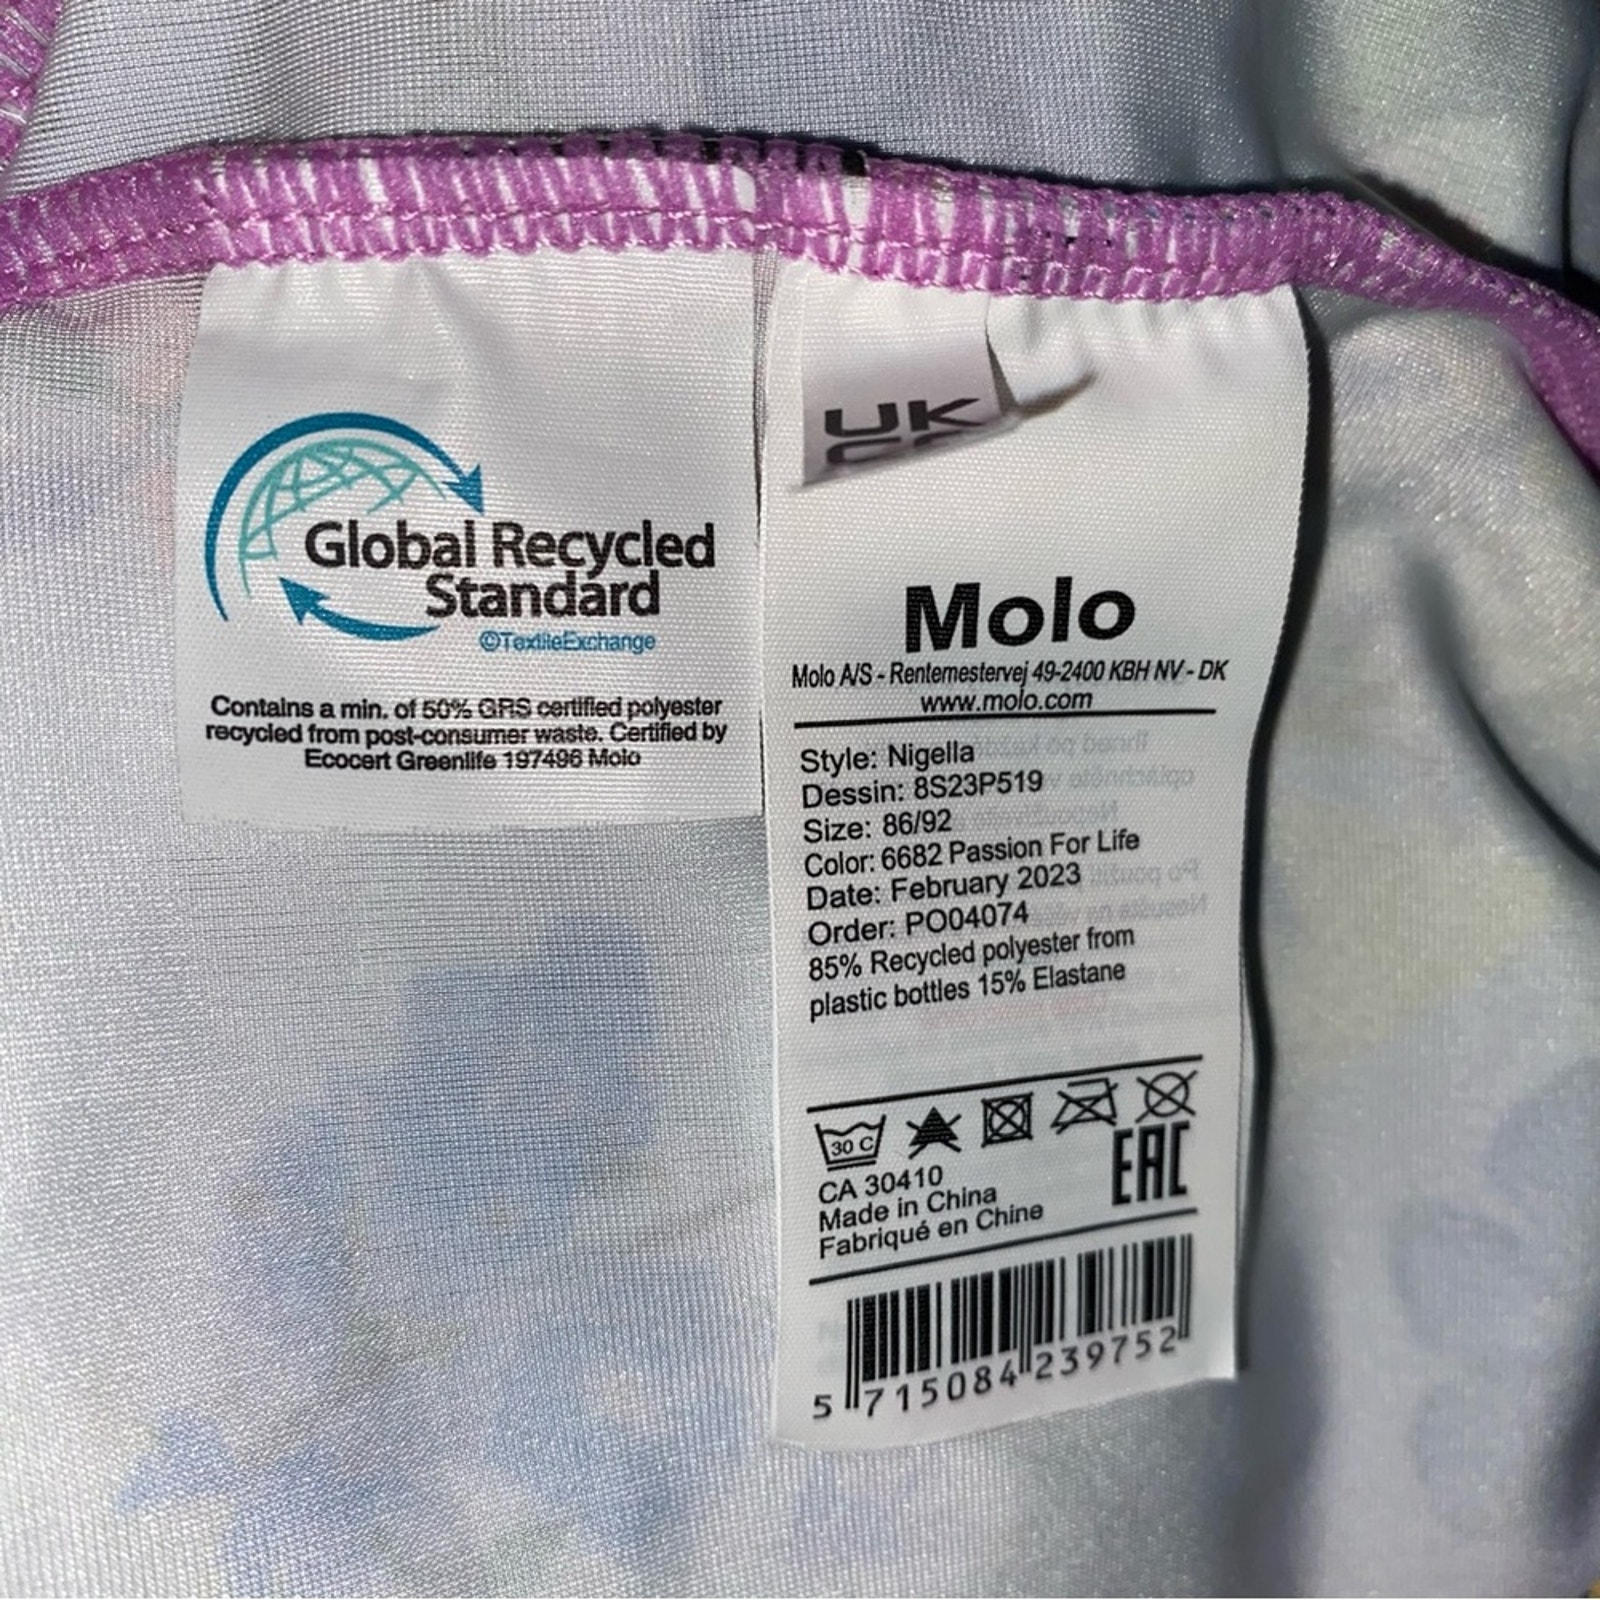 Global Recycled
Standard
©TextileExchange
Contains a min. of 50% GRS certified polyester
recycled from post-consumer waste. Certified by
Ecocert Greenlife 197496 Molo
UK
Molo
Molo A/S - Rentemestervej 49-2400 KBH NV - DK
www.molo.com
Style: Nigella
Dessin: 8S23P519
Size: 86/92
Color: 6682 Passion For Life
Date: February 2023
Order: PO04074
85% Recycled polyester from
plastic bottles 15% Elastane
30 C
EAC
CA 30410
Made in China
Fabriqué en Chine
5 715084 239752